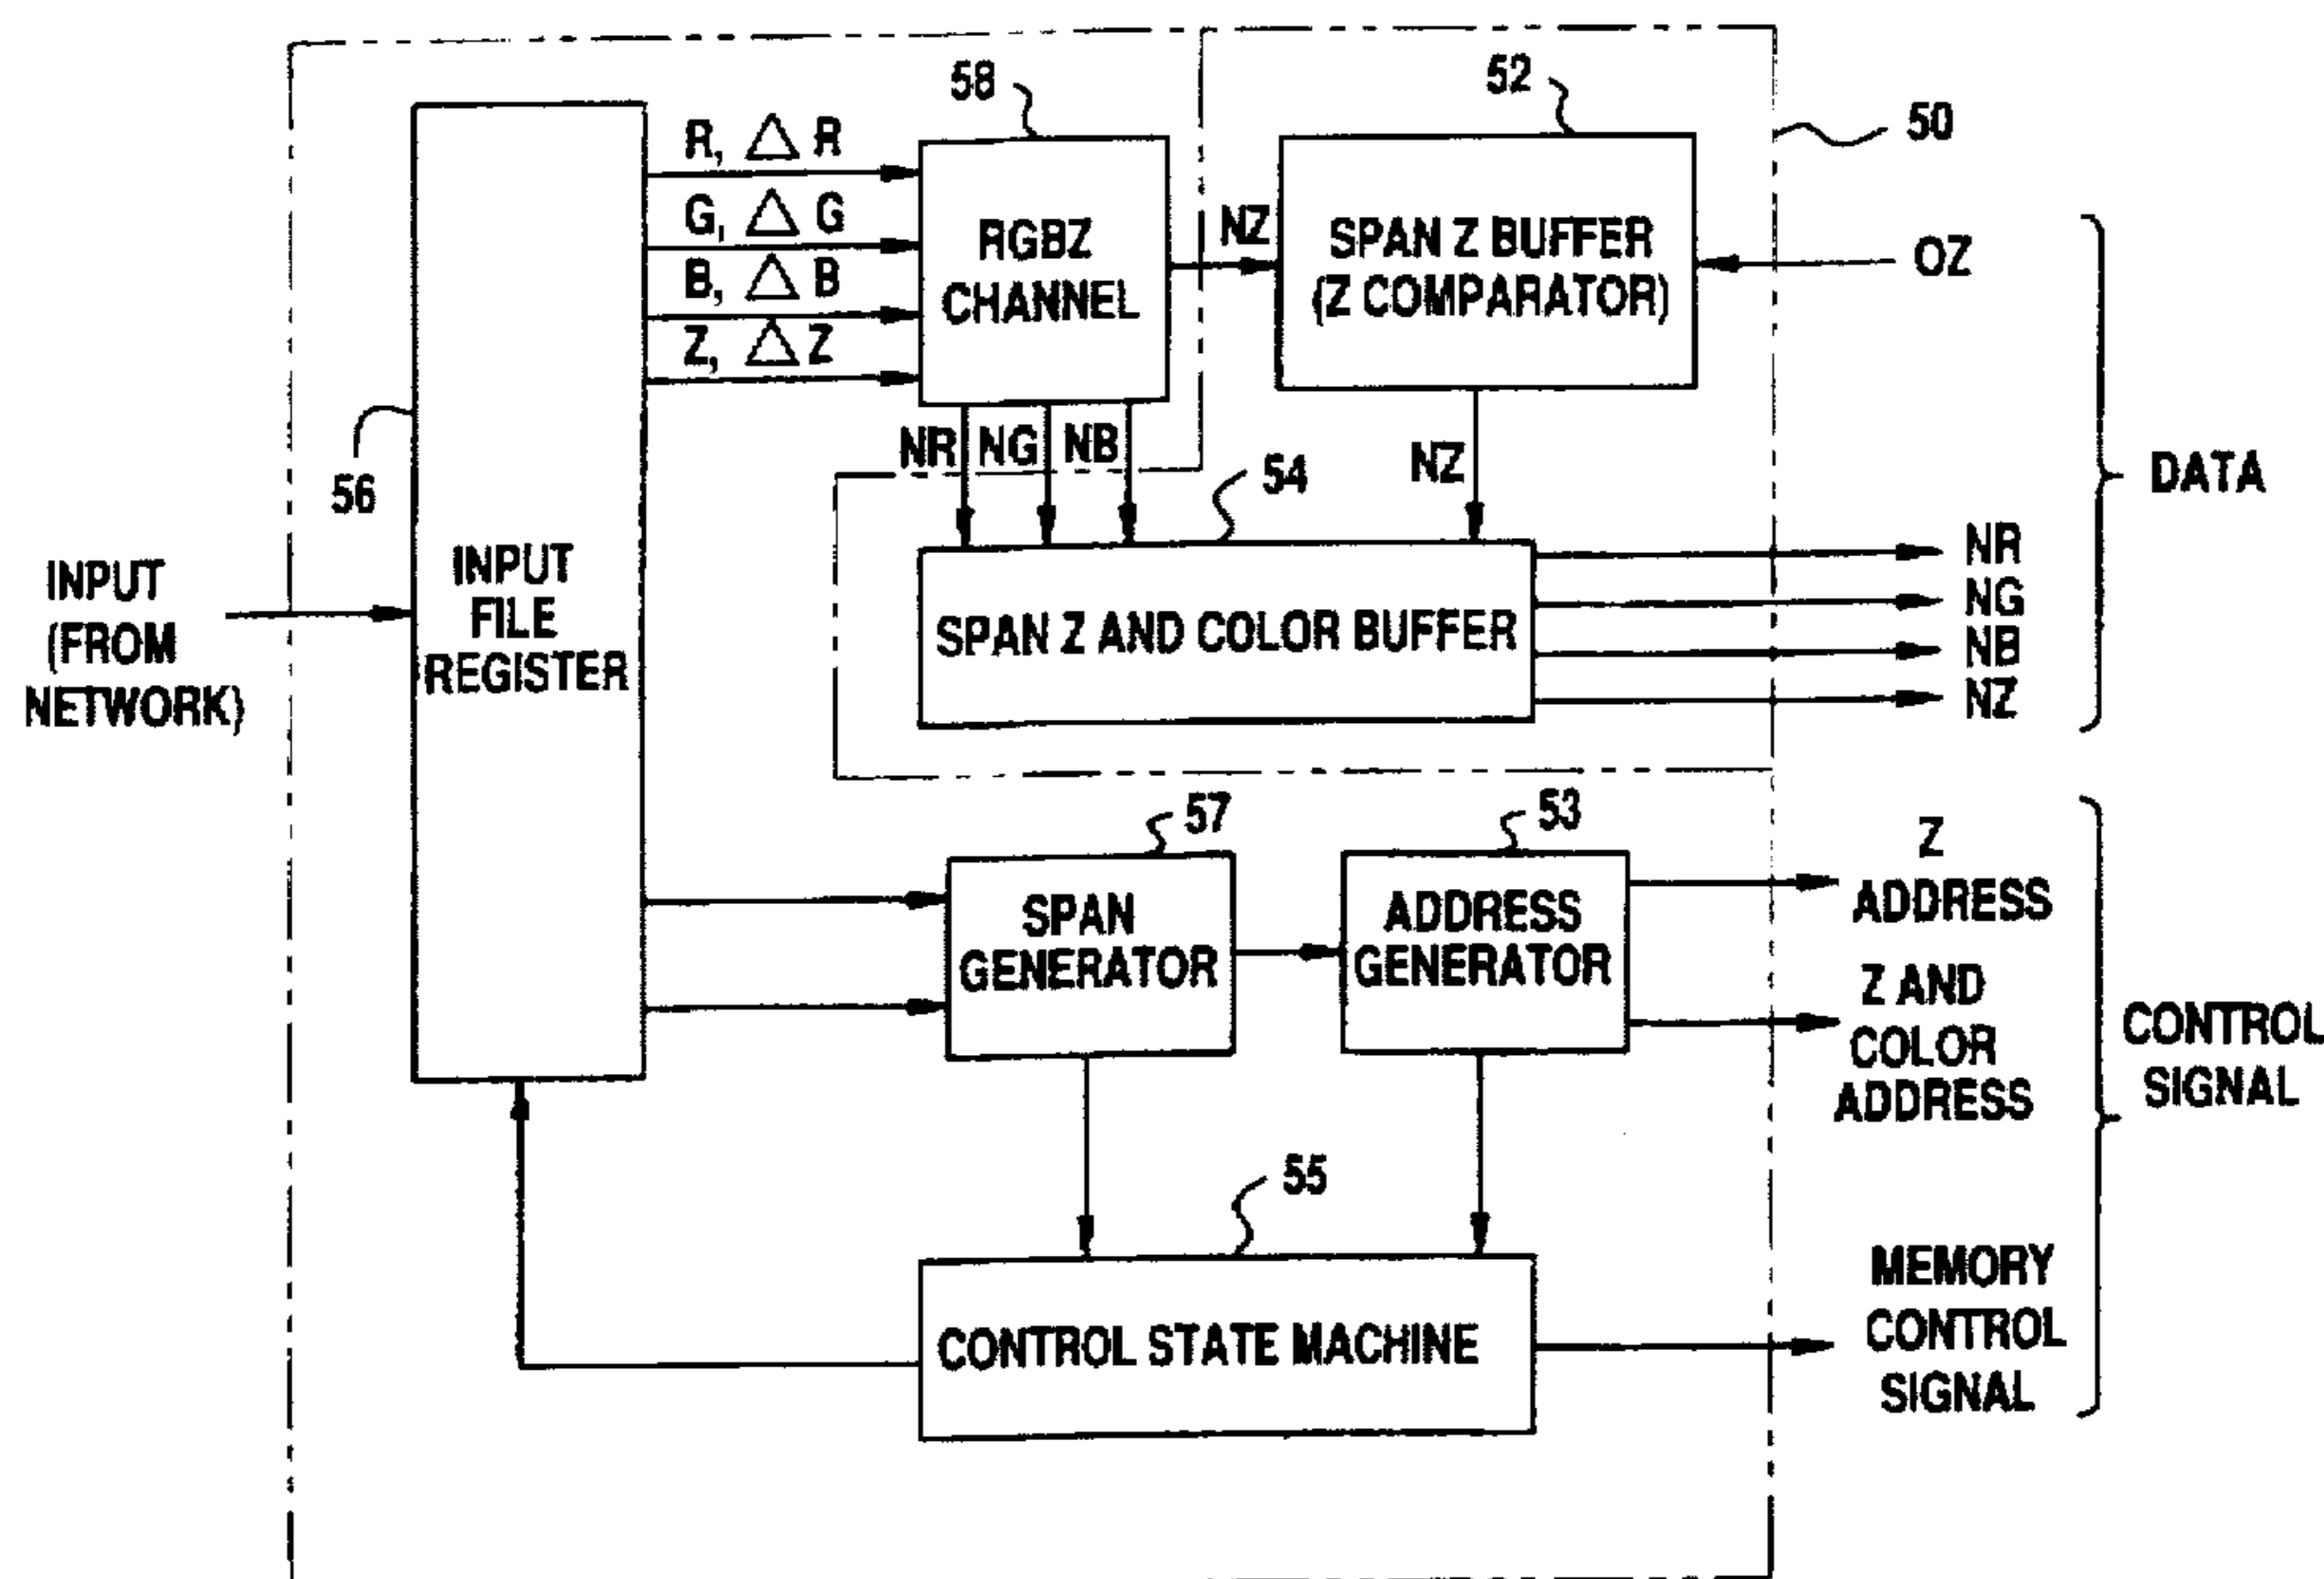 58
52
50
R, △ R
G, △ G
B, △ B
Z, △ Z
RGBZ
CHANNEL
NZ
SPAN Z BUFFER
(Z COMPARATOR)
OZ
NR NG NB
NZ
54
56
DATA
INPUT
(FROM
NETWORK)
INPUT
FILE
REGISTER
SPAN Z AND COLOR BUFFER
NR
NG
NB
NZ
57
53
SPAN
GENERATOR
ADDRESS
GENERATOR
Z
ADDRESS
Z AND
COLOR
ADDRESS
CONTROL
SIGNAL
55
CONTROL STATE MACHINE
MEMORY
CONTROL
SIGNAL